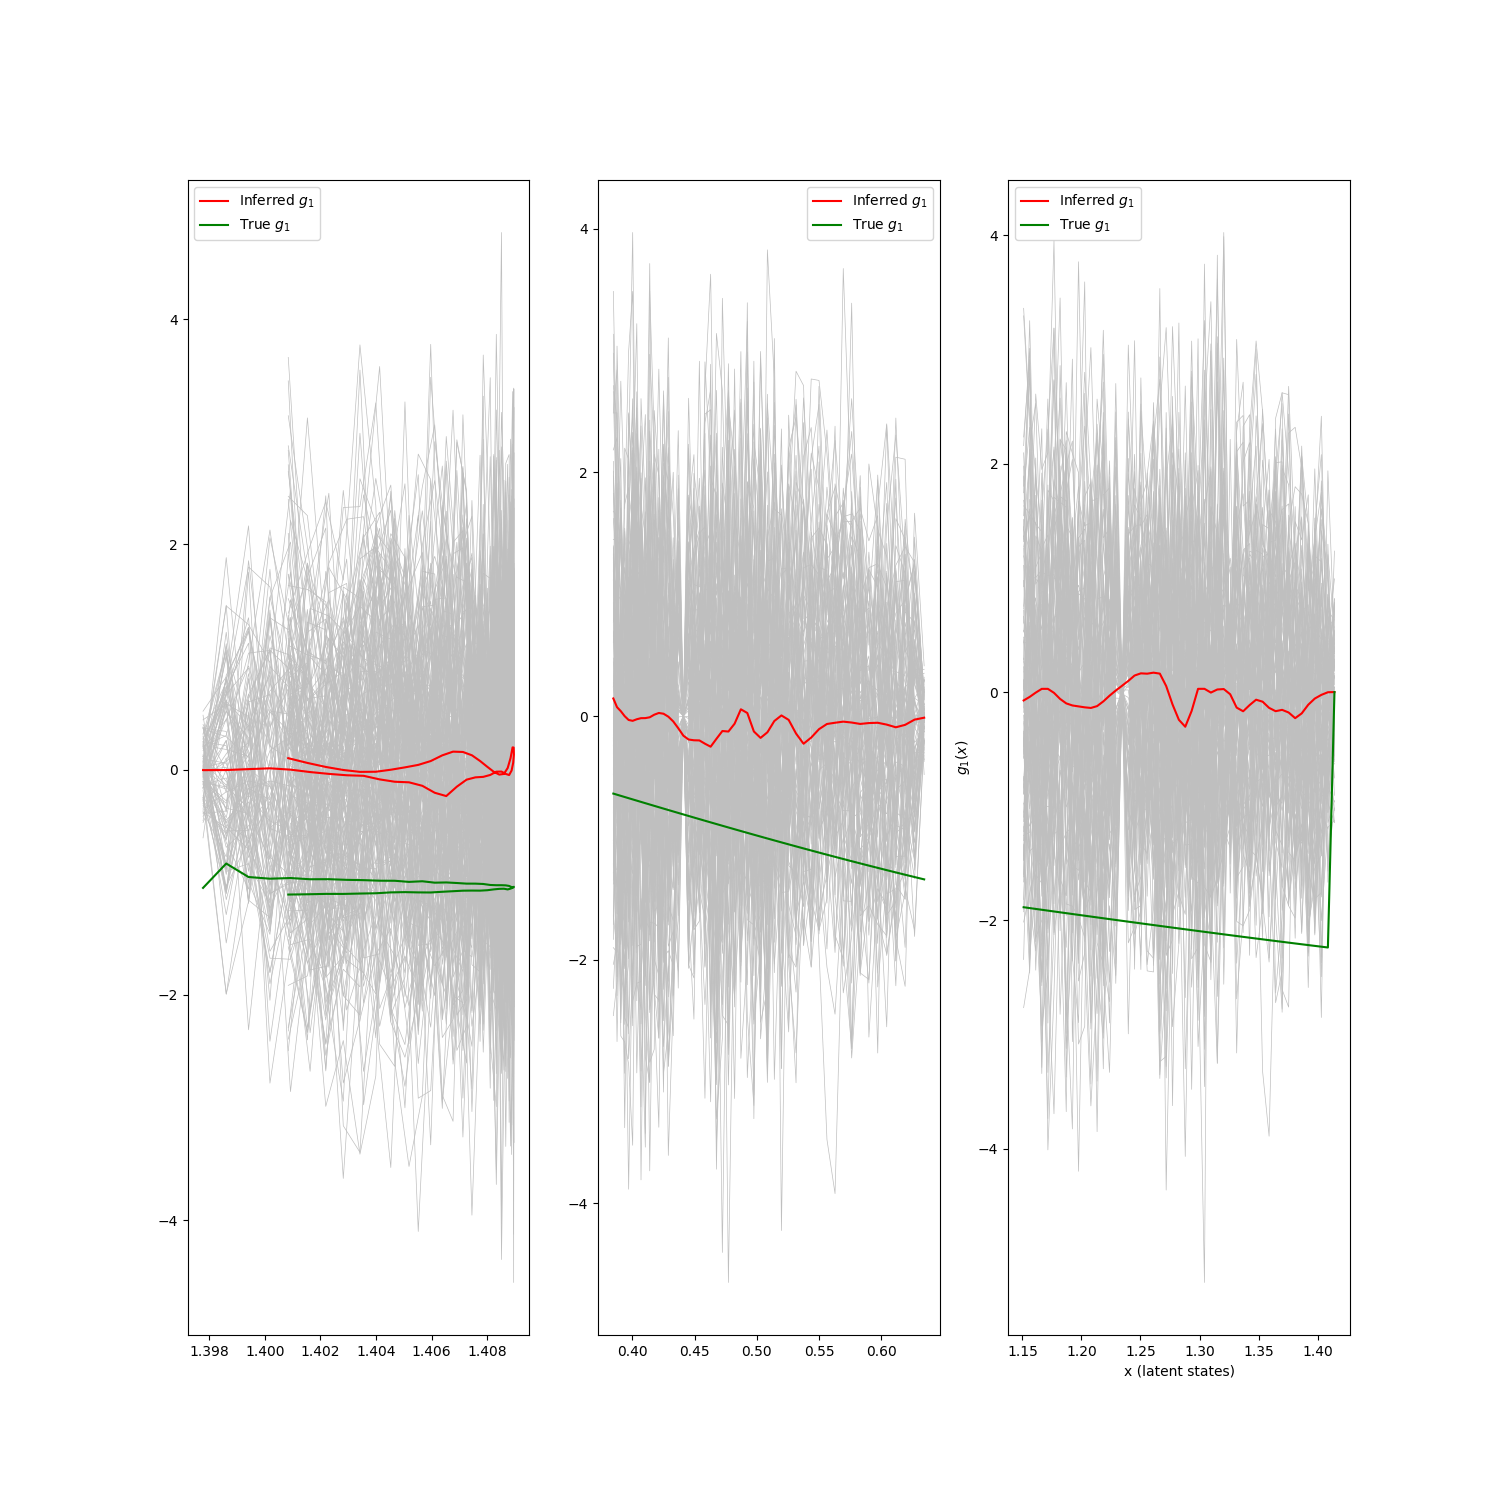 Inferred g₁
True g₁
4
2
0
−2
−4
1.398 1.400 1.402 1.404 1.406 1.408
Inferred g₁
True g₁
4
2
0
−2
−4
0.40 0.45 0.50 0.55 0.60
Inferred g₁
True g₁
4
2
0
−2
−4
g₁(x)
1.15 1.20 1.25 1.30 1.35 1.40
x (latent states)